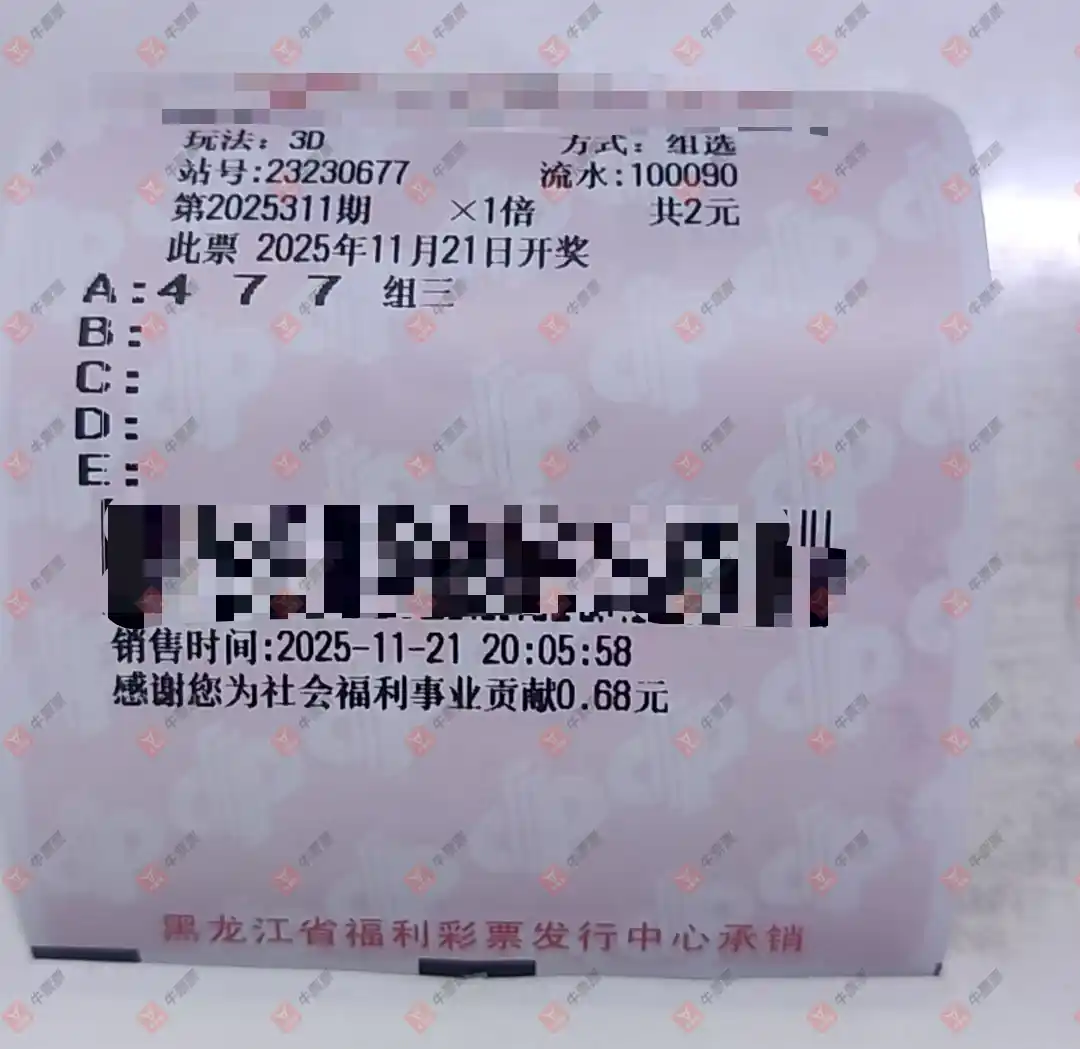 玩法：3D 方式：组选
站号:23230677 流水:100090
第2025311期 ×1倍 共2元
此票 2025年11月21日开奖
A:4 7 7 组三
B:
C:
D:
E:
销售时间:2025-11-21 20:05:58
感谢您为社会福利事业贡献0.68元
黑龙江省福利彩票发行中心承销